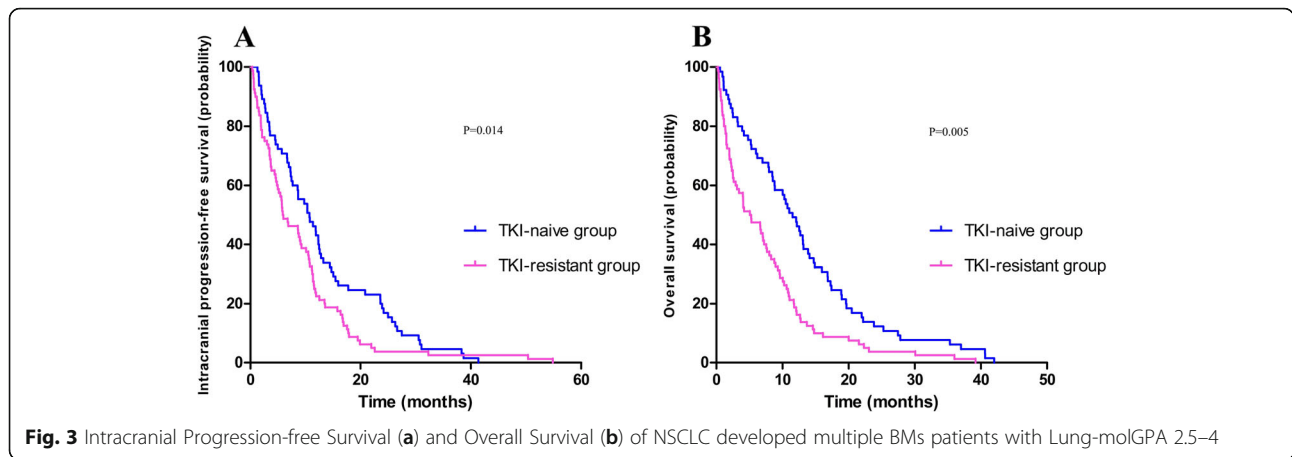 A
Intracranial progression-free survival (probability)
100
80
60
40
20
0
P=0.014
TKI-naive group
TKI-resistant group
0 20 40 60
Time (months)
B
Overall survival (probability)
100
80
60
40
20
0
P=0.005
TKI-naive group
TKI-resistant group
0 10 20 30 40 50
Time (months)
Fig. 3 Intracranial Progression-free Survival (a) and Overall Survival (b) of NSCLC developed multiple BMs patients with Lung-molGPA 2.5–4